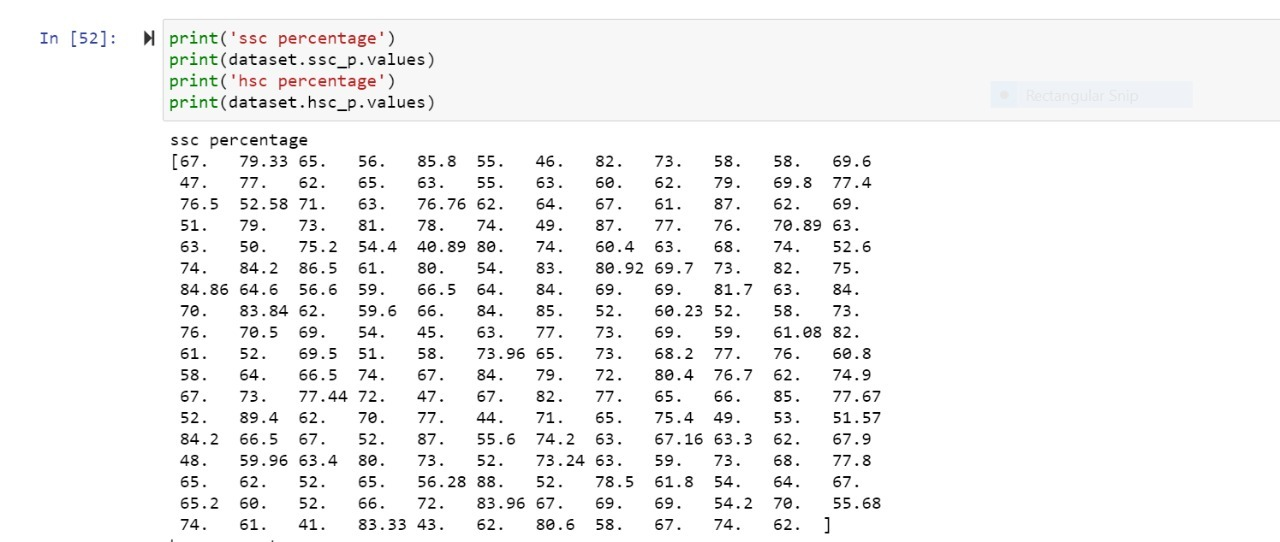 In [52]: print('ssc percentage')
print(dataset.ssc_p.values)
print('hsc percentage')
print(dataset.hsc_p.values)
Rectangular Snip
ssc percentage
[67. 79.33 65. 56. 85.8 55. 46. 82. 73. 58. 58. 69.6
47. 77. 62. 65. 63. 55. 63. 60. 62. 79. 69.8 77.4
76.5 52.58 71. 63. 76.76 62. 64. 67. 61. 87. 62. 69.
51. 79. 73. 81. 78. 74. 49. 87. 77. 76. 70.89 63.
63. 50. 75.2 54.4 40.89 80. 74. 60.4 63. 68. 74. 52.6
74. 84.2 86.5 61. 80. 54. 83. 80.92 69.7 73. 82. 75.
84.86 64.6 56.6 59. 66.5 64. 84. 69. 69. 81.7 63. 84.
70. 83.84 62. 59.6 66. 84. 85. 52. 60.23 52. 58. 73.
76. 70.5 69. 54. 45. 63. 77. 73. 69. 59. 61.08 82.
61. 52. 69.5 51. 58. 73.96 65. 73. 68.2 77. 76. 60.8
58. 64. 66.5 74. 67. 84. 79. 72. 80.4 76.7 62. 74.9
67. 73. 77.44 72. 47. 67. 82. 77. 65. 66. 85. 77.67
52. 89.4 62. 70. 77. 44. 71. 65. 75.4 49. 53. 51.57
84.2 66.5 67. 52. 87. 55.6 74.2 63. 67.16 63.3 62. 67.9
48. 59.96 63.4 80. 73. 52. 73.24 63. 59. 73. 68. 77.8
65. 62. 52. 65. 56.28 88. 52. 78.5 61.8 54. 64. 67.
65.2 60. 52. 66. 72. 83.96 67. 69. 69. 54.2 70. 55.68
74. 61. 41. 83.33 43. 62. 80.6 58. 67. 74. 62. ]